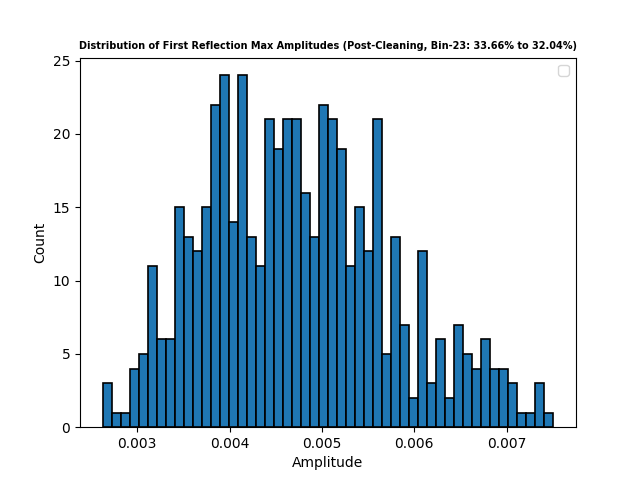 Distribution of First Reflection Max Amplitudes (Post-Cleaning, Bin-23: 33.66% to 32.04%)
25
20
15
10
5
0
Count
0.003 0.004 0.005 0.006 0.007
Amplitude